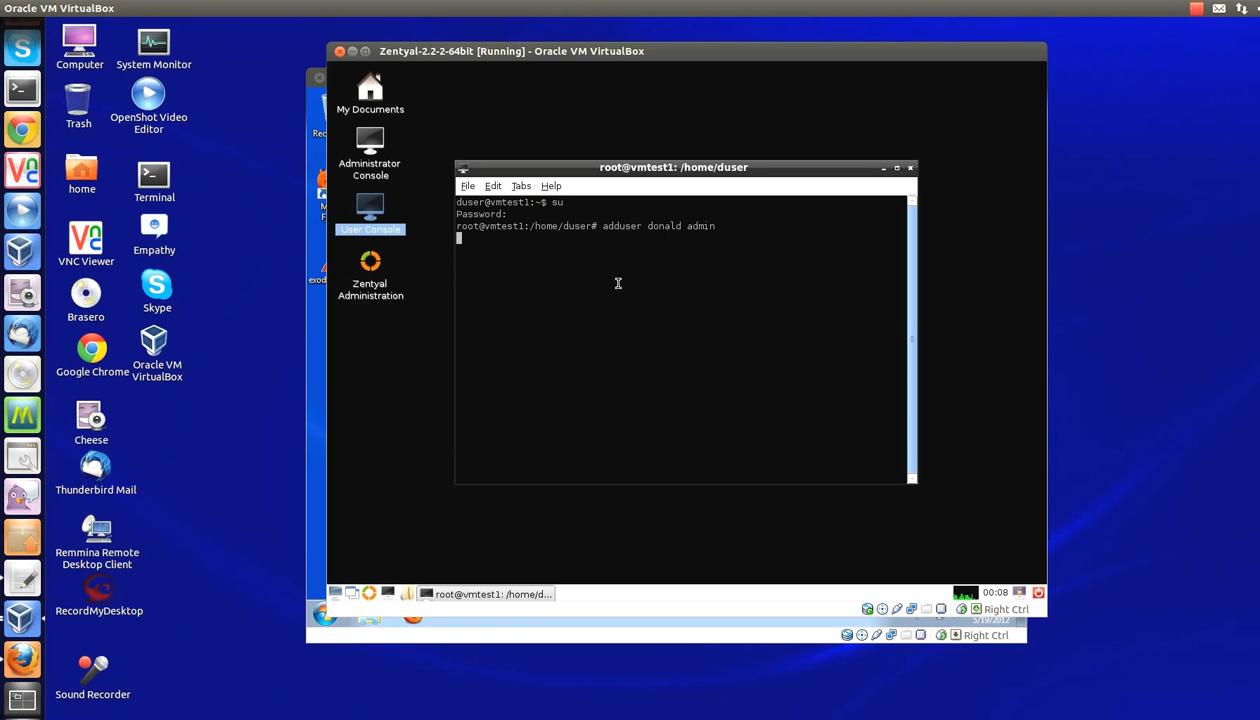 Oracle VM VirtualBox
Computer
System Monitor
Trash
OpenShot Video
Editor
home
Terminal
VNC Viewer
Empathy
Brasero
Skype
Google Chrome
Oracle VM
VirtualBox
Cheese
Thunderbird Mail
Remmina Remote
Desktop Client
RecordMyDesktop
Sound Recorder
Zentyal-2.2-2-64bit [Running] - Oracle VM VirtualBox
My Documents
Administrator
Console
User Console
Zentyal
Administration
root@vmtest1: /home/duser
File Edit Tabs Help
duser@vmtest1:~$ su
Password:
root@vmtest1:/home/duser# adduser donald admin
root@vmtest1: /home/d...
00:08
Right Ctrl
5/19/2012
Right Ctrl